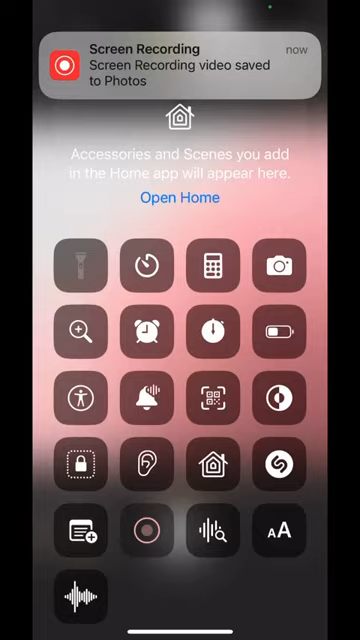 Screen Recording
now
Screen Recording video saved
to Photos
Accessories and Scenes you add
in the Home app will appear here.
Open Home
AA